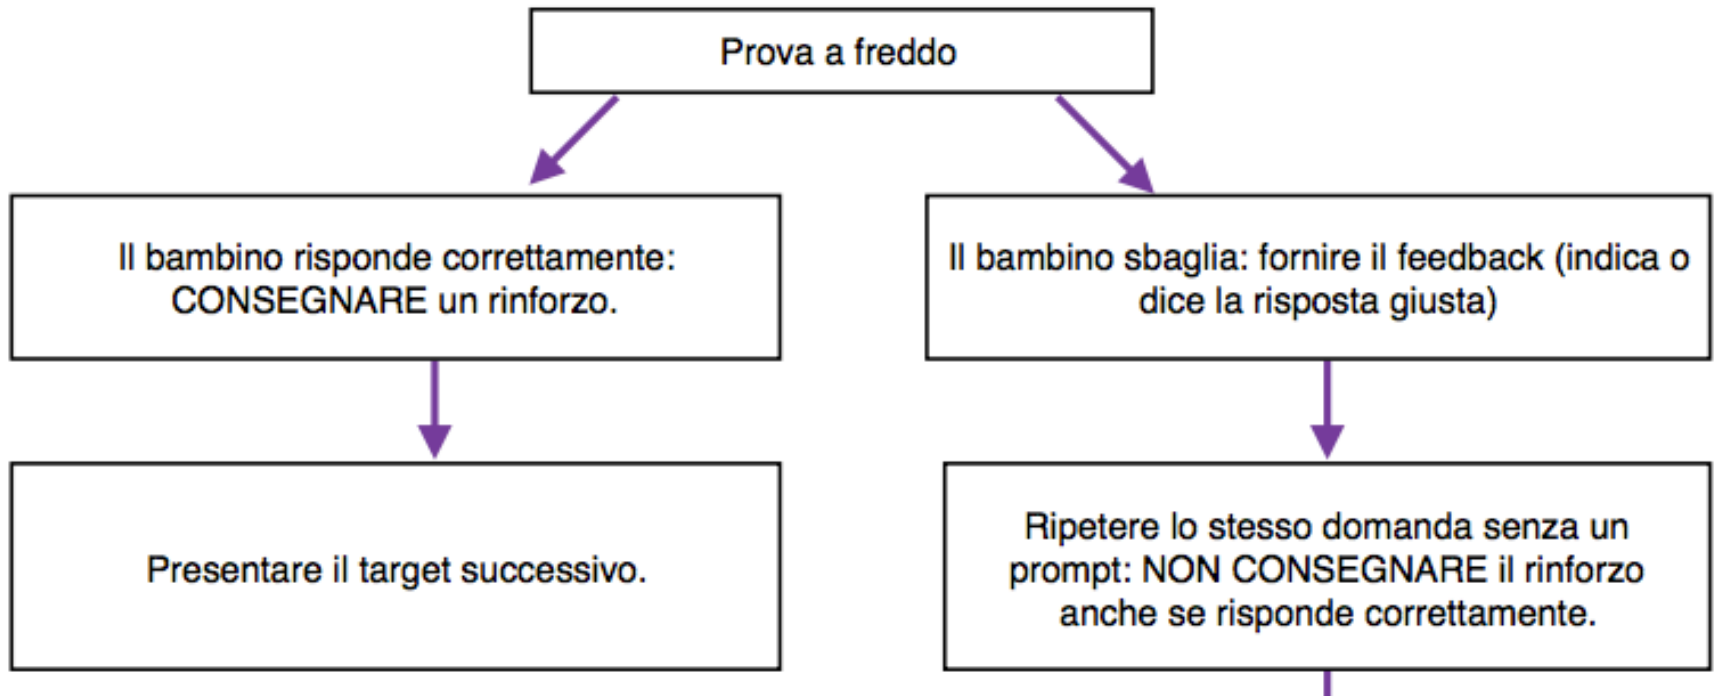 Prova a freddo
Il bambino risponde correttamente:
CONSEGNARE un rinforzo.
Il bambino sbaglia: fornire il feedback (indica o
dice la risposta giusta)
Presentare il target successivo.
Ripetere lo stesso domanda senza un
prompt: NON CONSEGNARE il rinforzo
anche se risponde correttamente.